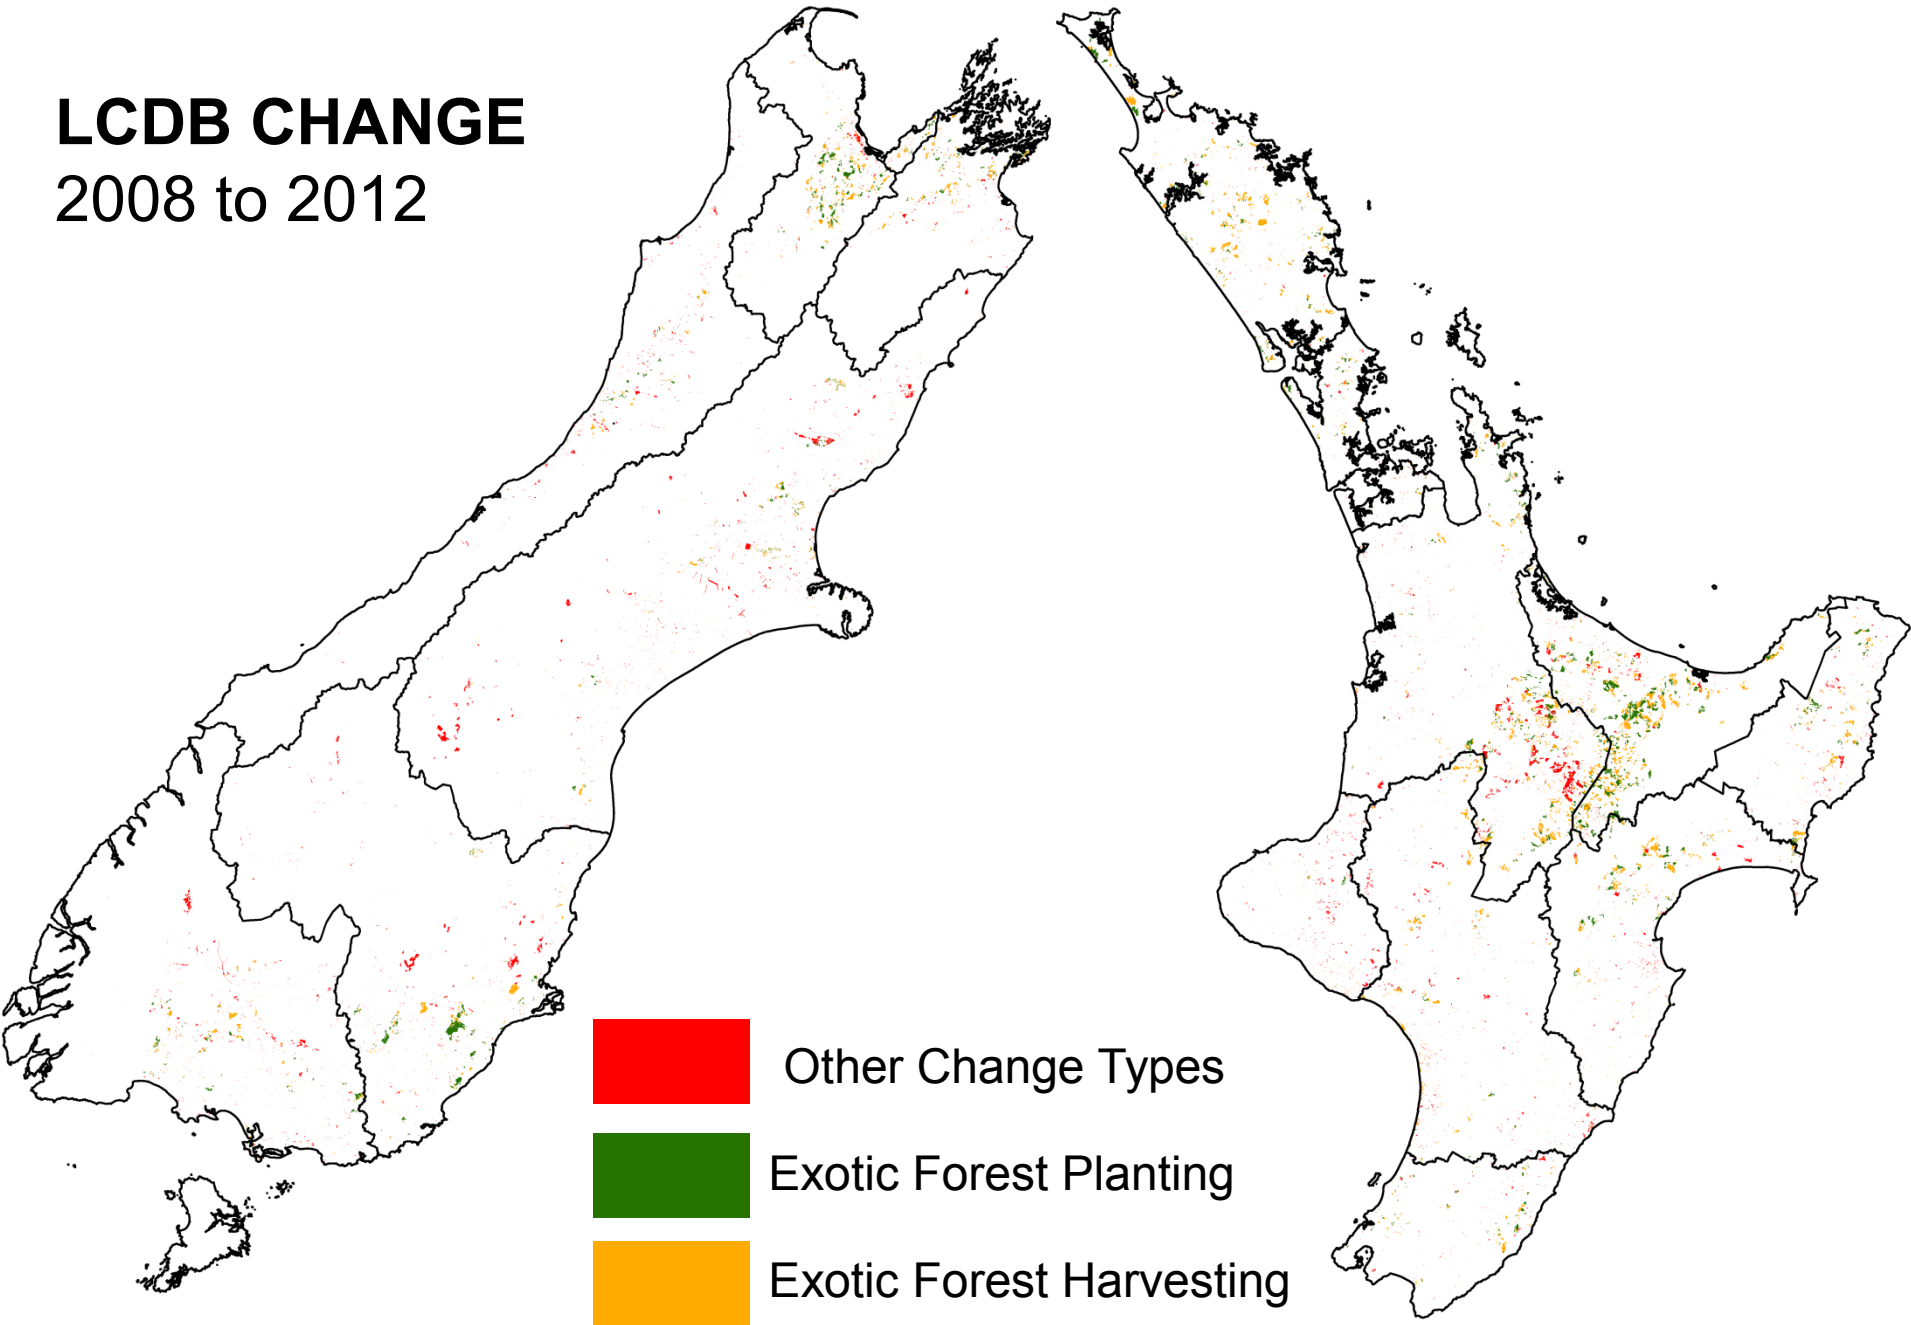 LCDB CHANGE
2008 to 2012
Other Change Types
Exotic Forest Planting
Exotic Forest Harvesting